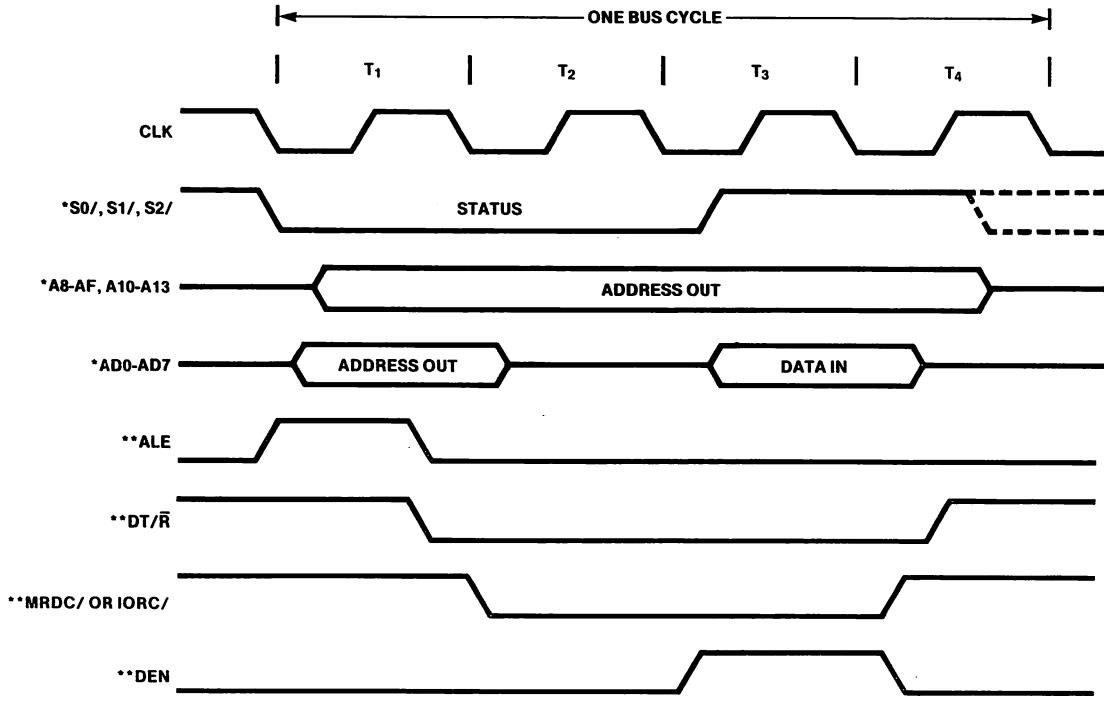 ONE BUS CYCLE
T1 T2 T3 T4
CLK
*S0/, S1/, S2/ STATUS
*A8-AF, A10-A13 ADDRESS OUT
*AD0-AD7 ADDRESS OUT DATA IN
**ALE
**DT/R̅
**MRDC/ OR IORC/
**DEN